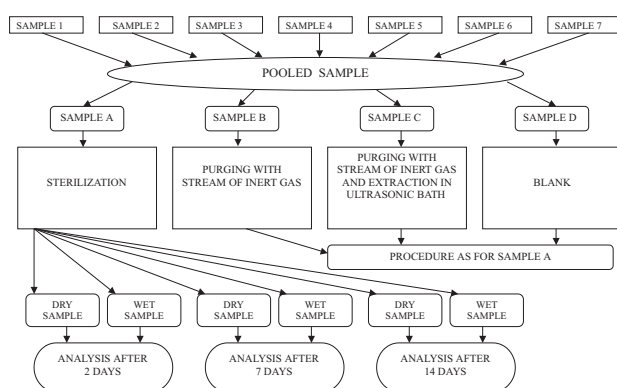 SAMPLE 1
SAMPLE 2
SAMPLE 3
SAMPLE 4
SAMPLE 5
SAMPLE 6
SAMPLE 7
POOLED SAMPLE
SAMPLE A
SAMPLE B
SAMPLE C
SAMPLE D
STERILIZATION
PURGING WITH
STREAM OF INERT GAS
PURGING WITH
STREAM OF INERT GAS
AND EXTRACTION IN
ULTRASONIC BATH
BLANK
PROCEDURE AS FOR SAMPLE A
DRY
SAMPLE
WET
SAMPLE
DRY
SAMPLE
WET
SAMPLE
DRY
SAMPLE
WET
SAMPLE
ANALYSIS AFTER
2 DAYS
ANALYSIS AFTER
7 DAYS
ANALYSIS AFTER
14 DAYS